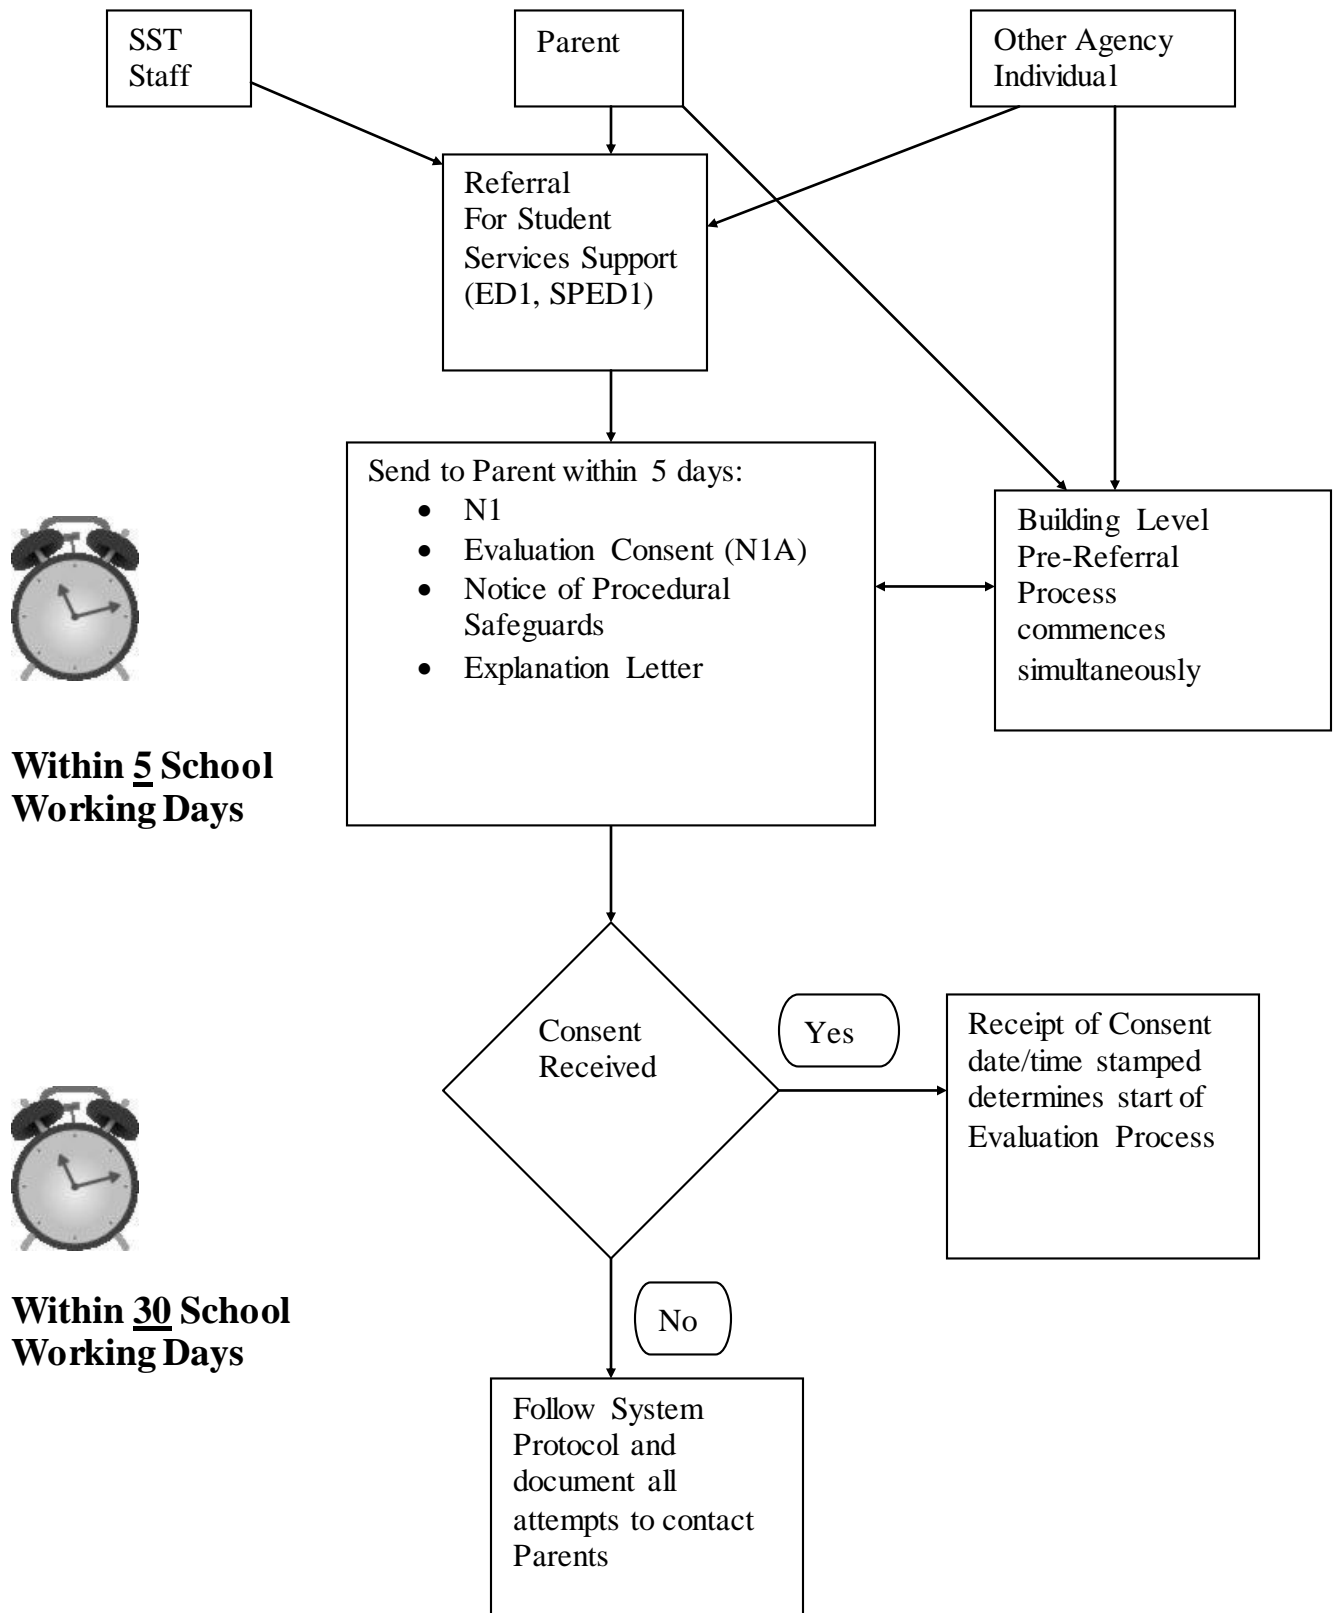 SST
Staff
Parent
Other Agency
Individual
Referral
For Student
Services Support
(ED1, SPED1)
Send to Parent within 5 days:
• N1
• Evaluation Consent (N1A)
• Notice of Procedural
Safeguards
• Explanation Letter
Building Level
Pre-Referral
Process
commences
simultaneously
Within 5 School
Working Days
Consent
Received
Yes
Receipt of Consent
date/time stamped
determines start of
Evaluation Process
Within 30 School
Working Days
No
Follow System
Protocol and
document all
attempts to contact
Parents